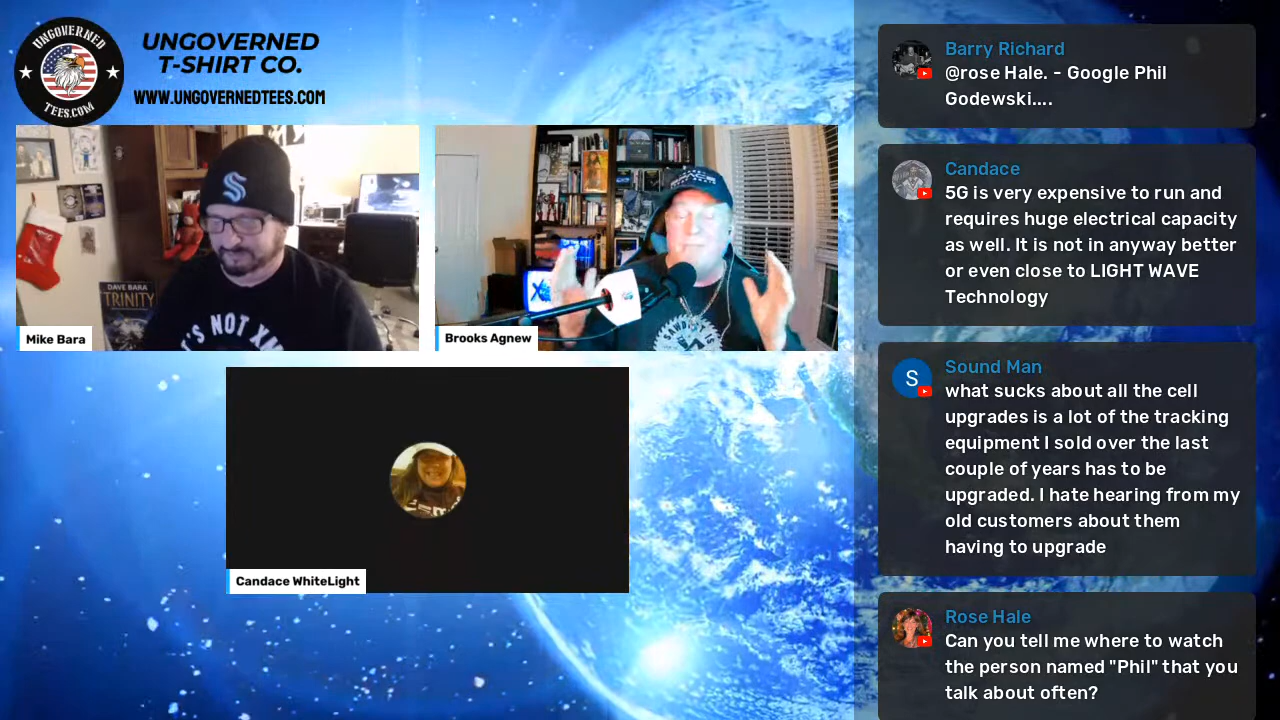 UNGOVERNED
TEES.COM
UNGOVERNED
T-SHIRT CO.
WWW.UNGOVERNEDTEES.COM
DAVE BARA
TRINITY
'S NOT
Mike Bara
Brooks Agnew
Candace WhiteLight
Barry Richard
@rose Hale. - Google Phil
Godewski....
Candace
5G is very expensive to run and
requires huge electrical capacity
as well. It is not in anyway better
or even close to LIGHT WAVE
Technology
S
Sound Man
what sucks about all the cell
upgrades is a lot of the tracking
equipment I sold over the last
couple of years has to be
upgraded. I hate hearing from my
old customers about them
having to upgrade
Rose Hale
Can you tell me where to watch
the person named "Phil" that you
talk about often?